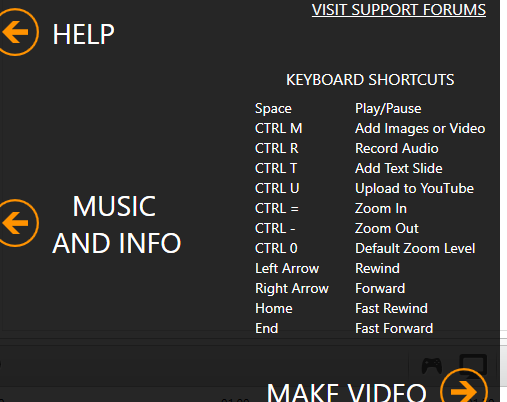 VISIT SUPPORT FORUMS
HELP
KEYBOARD SHORTCUTS
Space Play/Pause
CTRL M Add Images or Video
CTRL R Record Audio
CTRL T Add Text Slide
CTRL U Upload to YouTube
CTRL = Zoom In
CTRL - Zoom Out
CTRL 0 Default Zoom Level
Left Arrow Rewind
Right Arrow Forward
Home Fast Rewind
End Fast Forward
MUSIC
AND INFO
MAKE VIDEO